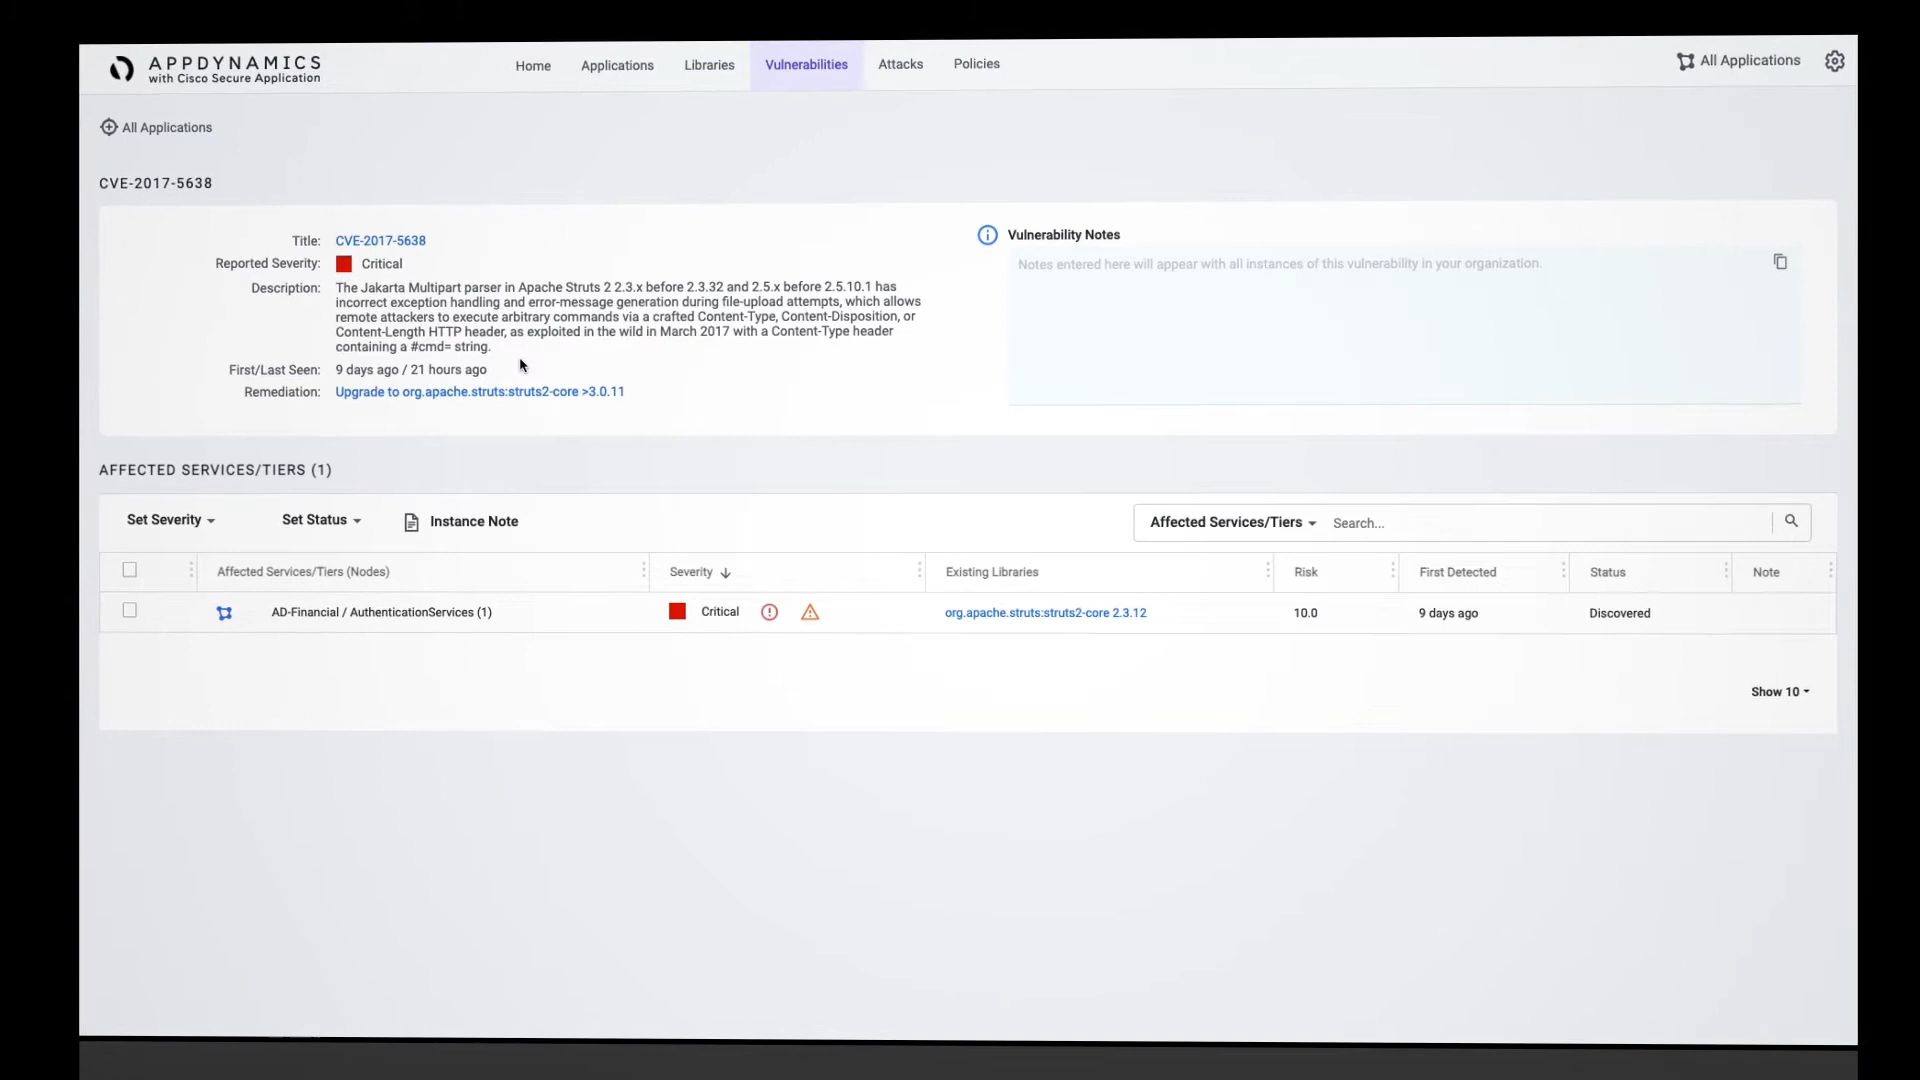 APPDYNAMICS
with Cisco Secure Application
Home
Applications
Libraries
Vulnerabilities
Attacks
Policies
All Applications
All Applications
CVE-2017-5638
Title: CVE-2017-5638
Reported Severity: Critical
Description: The Jakarta Multipart parser in Apache Struts 2 2.3.x before 2.3.32 and 2.5.x before 2.5.10.1 has
incorrect exception handling and error-message generation during file-upload attempts, which allows
remote attackers to execute arbitrary commands via a crafted Content-Type, Content-Disposition, or
Content-Length HTTP header, as exploited in the wild in March 2017 with a Content-Type header
containing a #cmd= string.
First/Last Seen: 9 days ago / 21 hours ago
Remediation: Upgrade to org.apache.struts:struts2-core >3.0.11
Vulnerability Notes
Notes entered here will appear with all instances of this vulnerability in your organization.
AFFECTED SERVICES/TIERS (1)
Set Severity
Set Status
Instance Note
Affected Services/Tiers
Search...
Affected Services/Tiers (Nodes)
Severity
Existing Libraries
Risk
First Detected
Status
Note
AD-Financial / AuthenticationServices (1)
Critical
org.apache.struts:struts2-core 2.3.12
10.0
9 days ago
Discovered
Show 10